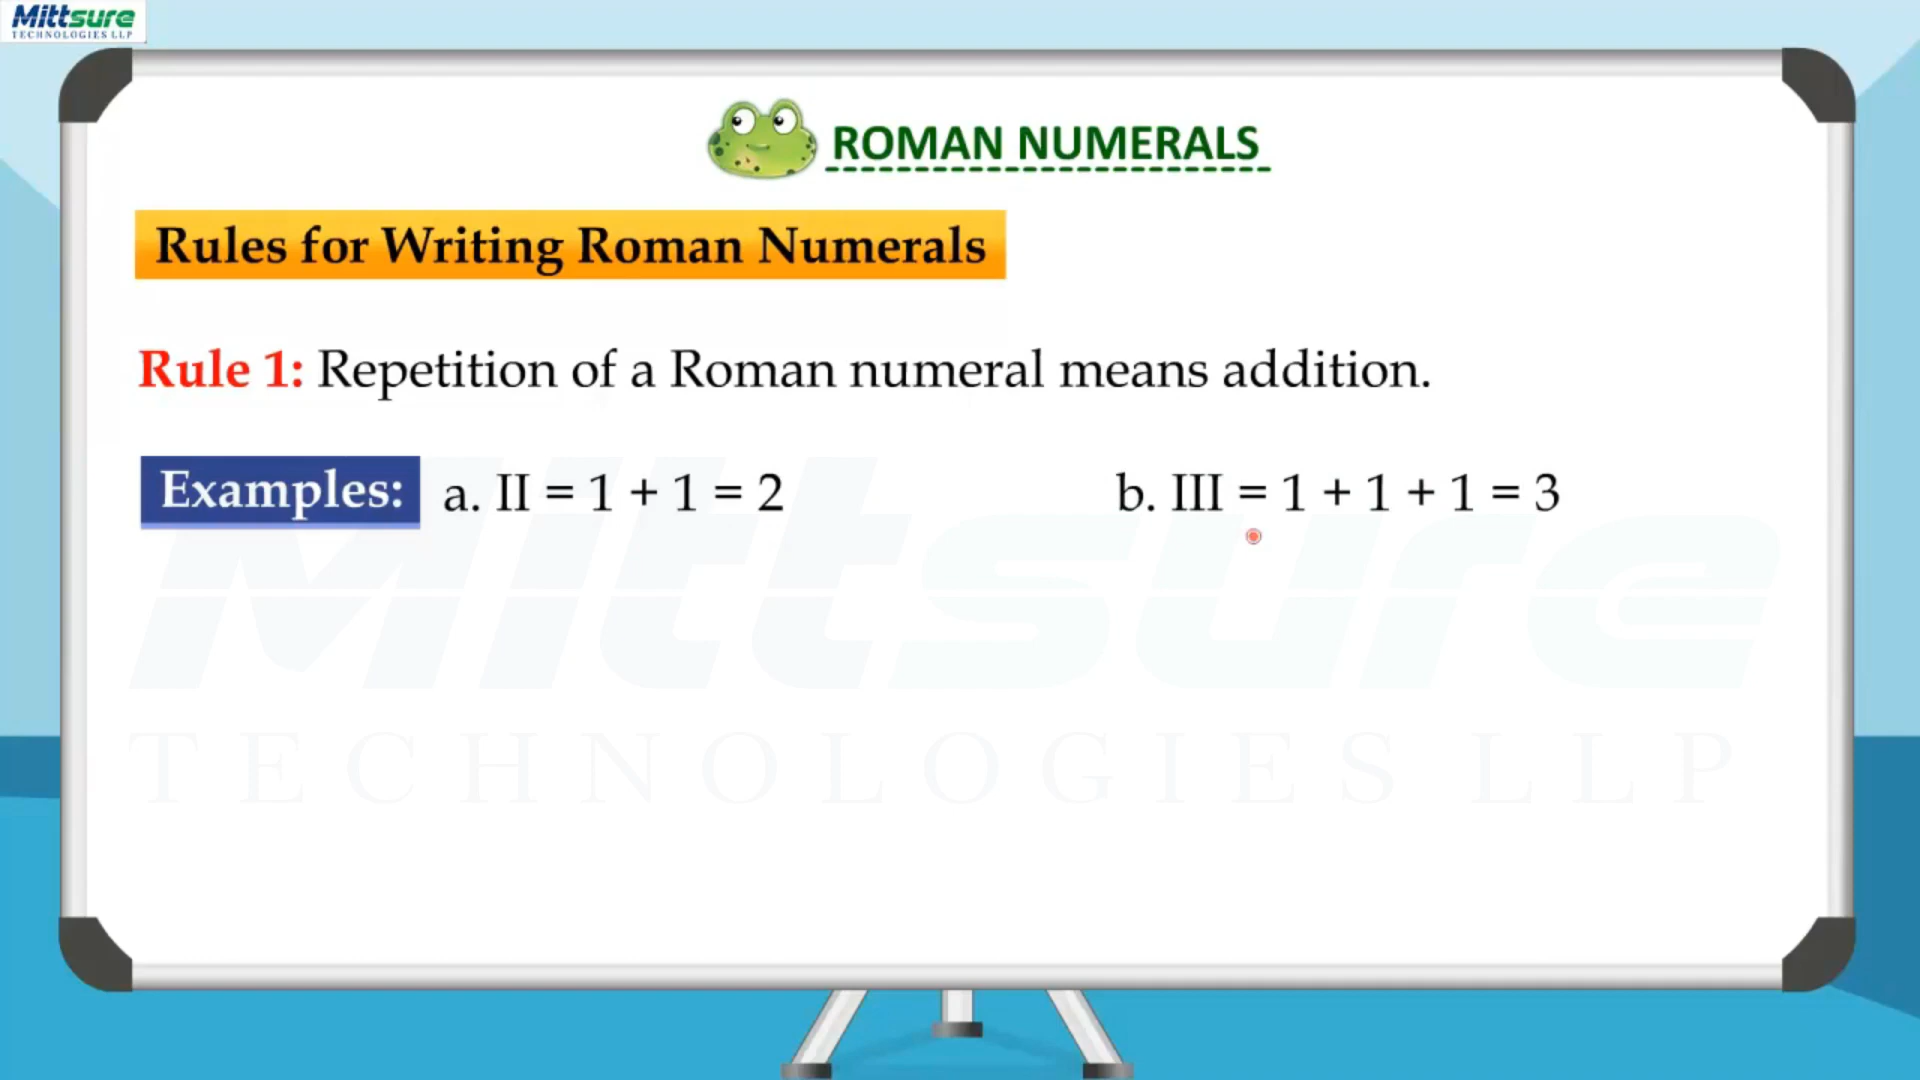 Mittsure
TECHNOLOGIES LLP
ROMAN NUMERALS
Rules for Writing Roman Numerals
Rule 1: Repetition of a Roman numeral means addition.
Examples: a. II = 1 + 1 = 2 b. III = 1 + 1 + 1 = 3
Mittsure
TECHNOLOGIES LLP